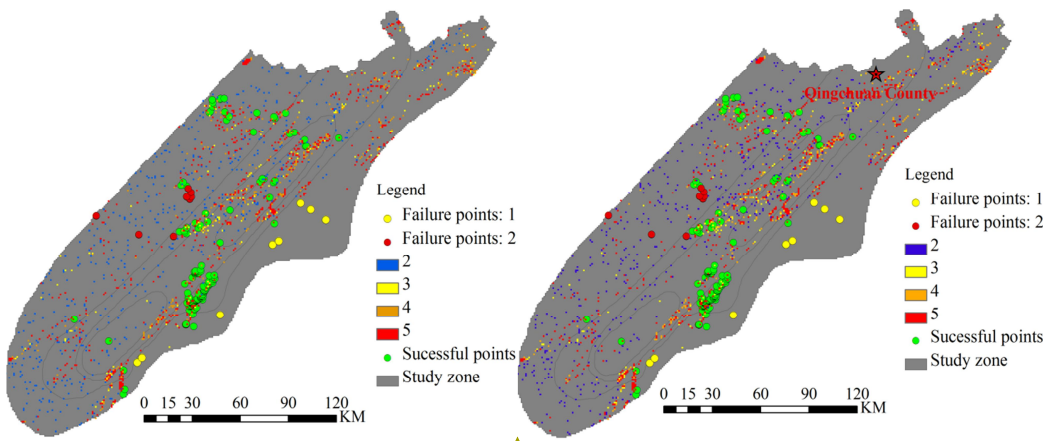 Legend
Failure points: 1
Failure points: 2
2
3
4
5
Sucessful points
Study zone
0 15 30 60 90 120
KM
Qingchuan County
Legend
Failure points: 1
Failure points: 2
2
3
4
5
Sucessful points
Study zone
0 15 30 60 90 120
KM